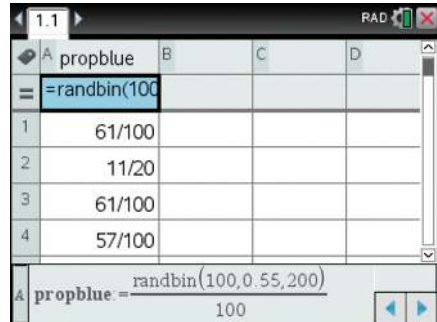 1.1 RAD
A propblue B C D
= =randbin(100
1 61/100
2 11/20
3 61/100
4 57/100
A propblue:=randbin(100,0.55,200)
100